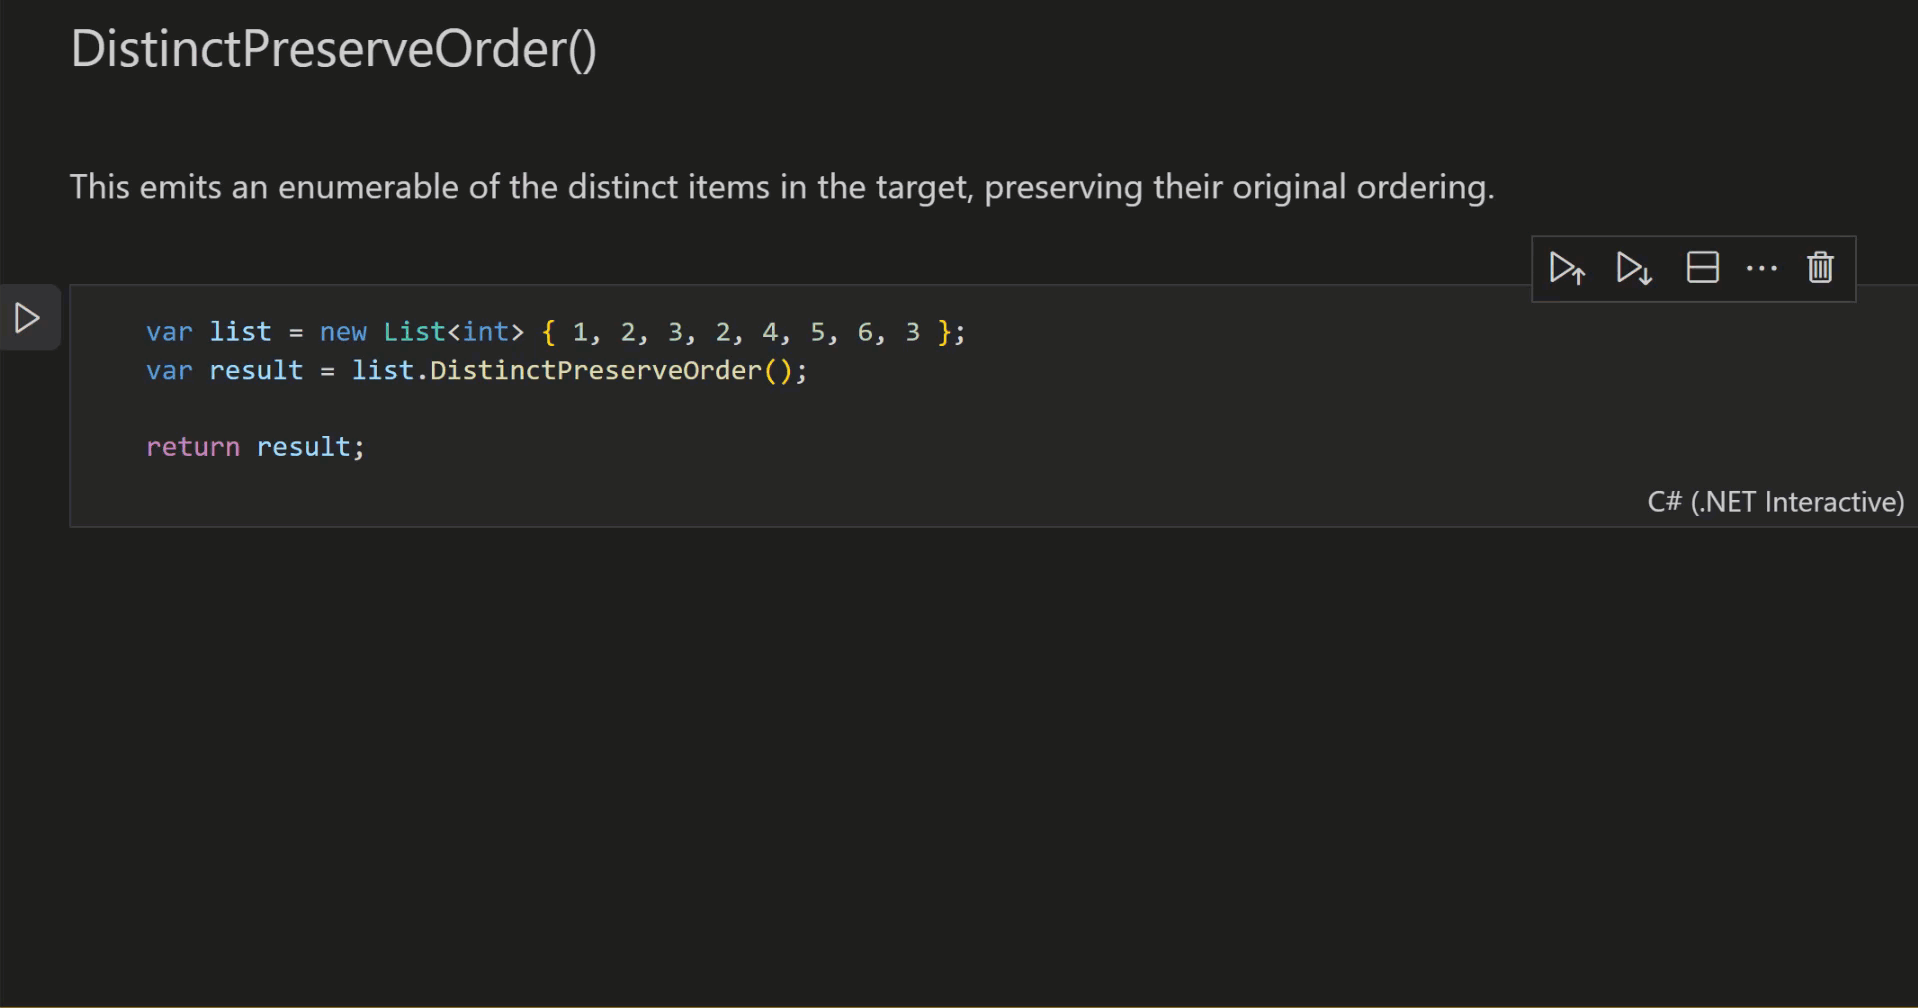 DistinctPreserveOrder()
This emits an enumerable of the distinct items in the target, preserving their original ordering.
var list = new List<int> { 1, 2, 3, 2, 4, 5, 6, 3 };
var result = list.DistinctPreserveOrder();
return result;
C# (.NET Interactive)